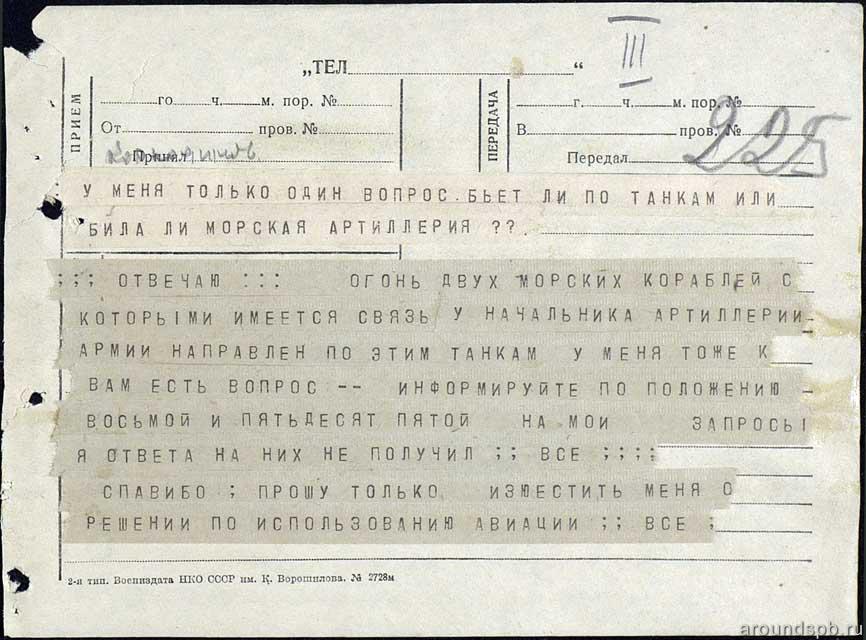 „ТЕЛ “
III
ПРИЕМ
го ч. м. пор. №
От пров. №
Принял
ПЕРЕДАЧА
г. ч. м. пор. №
В пров. №
Передал
225
У МЕНЯ ТОЛЬКО ОДИН ВОПРОС.БЬЕТ ЛИ ПО ТАНКАМ ИЛИ
БИЛА ЛИ МОРСКАЯ АРТИЛЛЕРИЯ ??
;;; ОТВЕЧАЮ ::: ОГОНЬ ДВУХ МОРСКИХ КОРАБЛЕЙ С
КОТОРЫМИ ИМЕЕТСЯ СВЯЗЬ У НАЧАЛЬНИКА АРТИЛЛЕРИИ
АРМИИ НАПРАВЛЕН ПО ЭТИМ ТАНКАМ У МЕНЯ ТОЖЕ К
ВАМ ЕСТЬ ВОПРОС -- ИНФОРМИРУЙТЕ ПО ПОЛОЖЕНИЮ
ВОСЬМОЙ И ПЯТЬДЕСЯТ ПЯТОЙ НА МОИ ЗАПРОСЫ
Я ОТВЕТА НА НИХ НЕ ПОЛУЧИЛ ;; ВСЕ ;;;;
СПАВИБО ; ПРОШУ ТОЛЬКО ИЗЮЕСТИТЬ МЕНЯ О
РЕШЕНИИ ПО ИСПОЛЬЗОВАНИЮ АВИАЦИИ ;; ВСЕ ;
2-я тип. Воениздата НКО СССР им. К. Ворошилова. № 2728м
aroundspb.ru